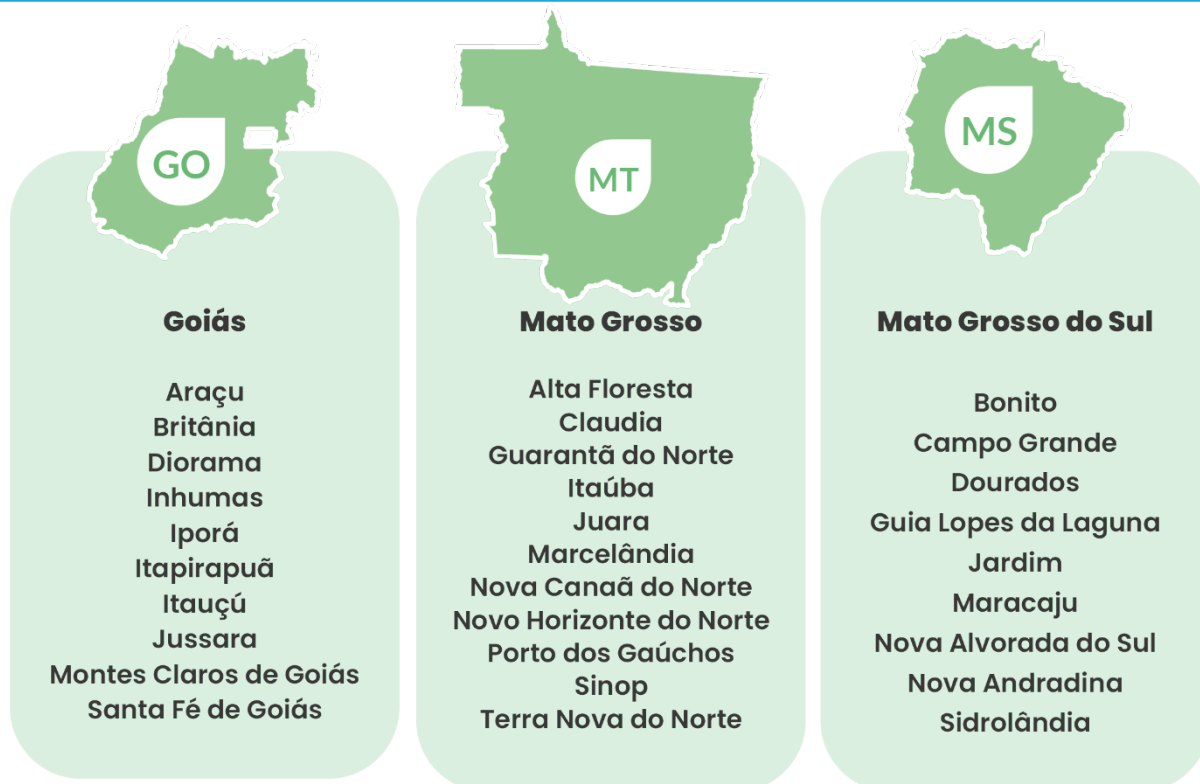 GO
Goiás
Araçu
Britânia
Diorama
Inhumas
Iporá
Itapirapuã
Itauçú
Jussara
Montes Claros de Goiás
Santa Fé de Goiás
MT
Mato Grosso
Alta Floresta
Claudia
Guarantã do Norte
Itaúba
Juara
Marcelândia
Nova Canaã do Norte
Novo Horizonte do Norte
Porto dos Gaúchos
Sinop
Terra Nova do Norte
MS
Mato Grosso do Sul
Bonito
Campo Grande
Dourados
Guia Lopes da Laguna
Jardim
Maracaju
Nova Alvorada do Sul
Nova Andradina
Sidrolândia